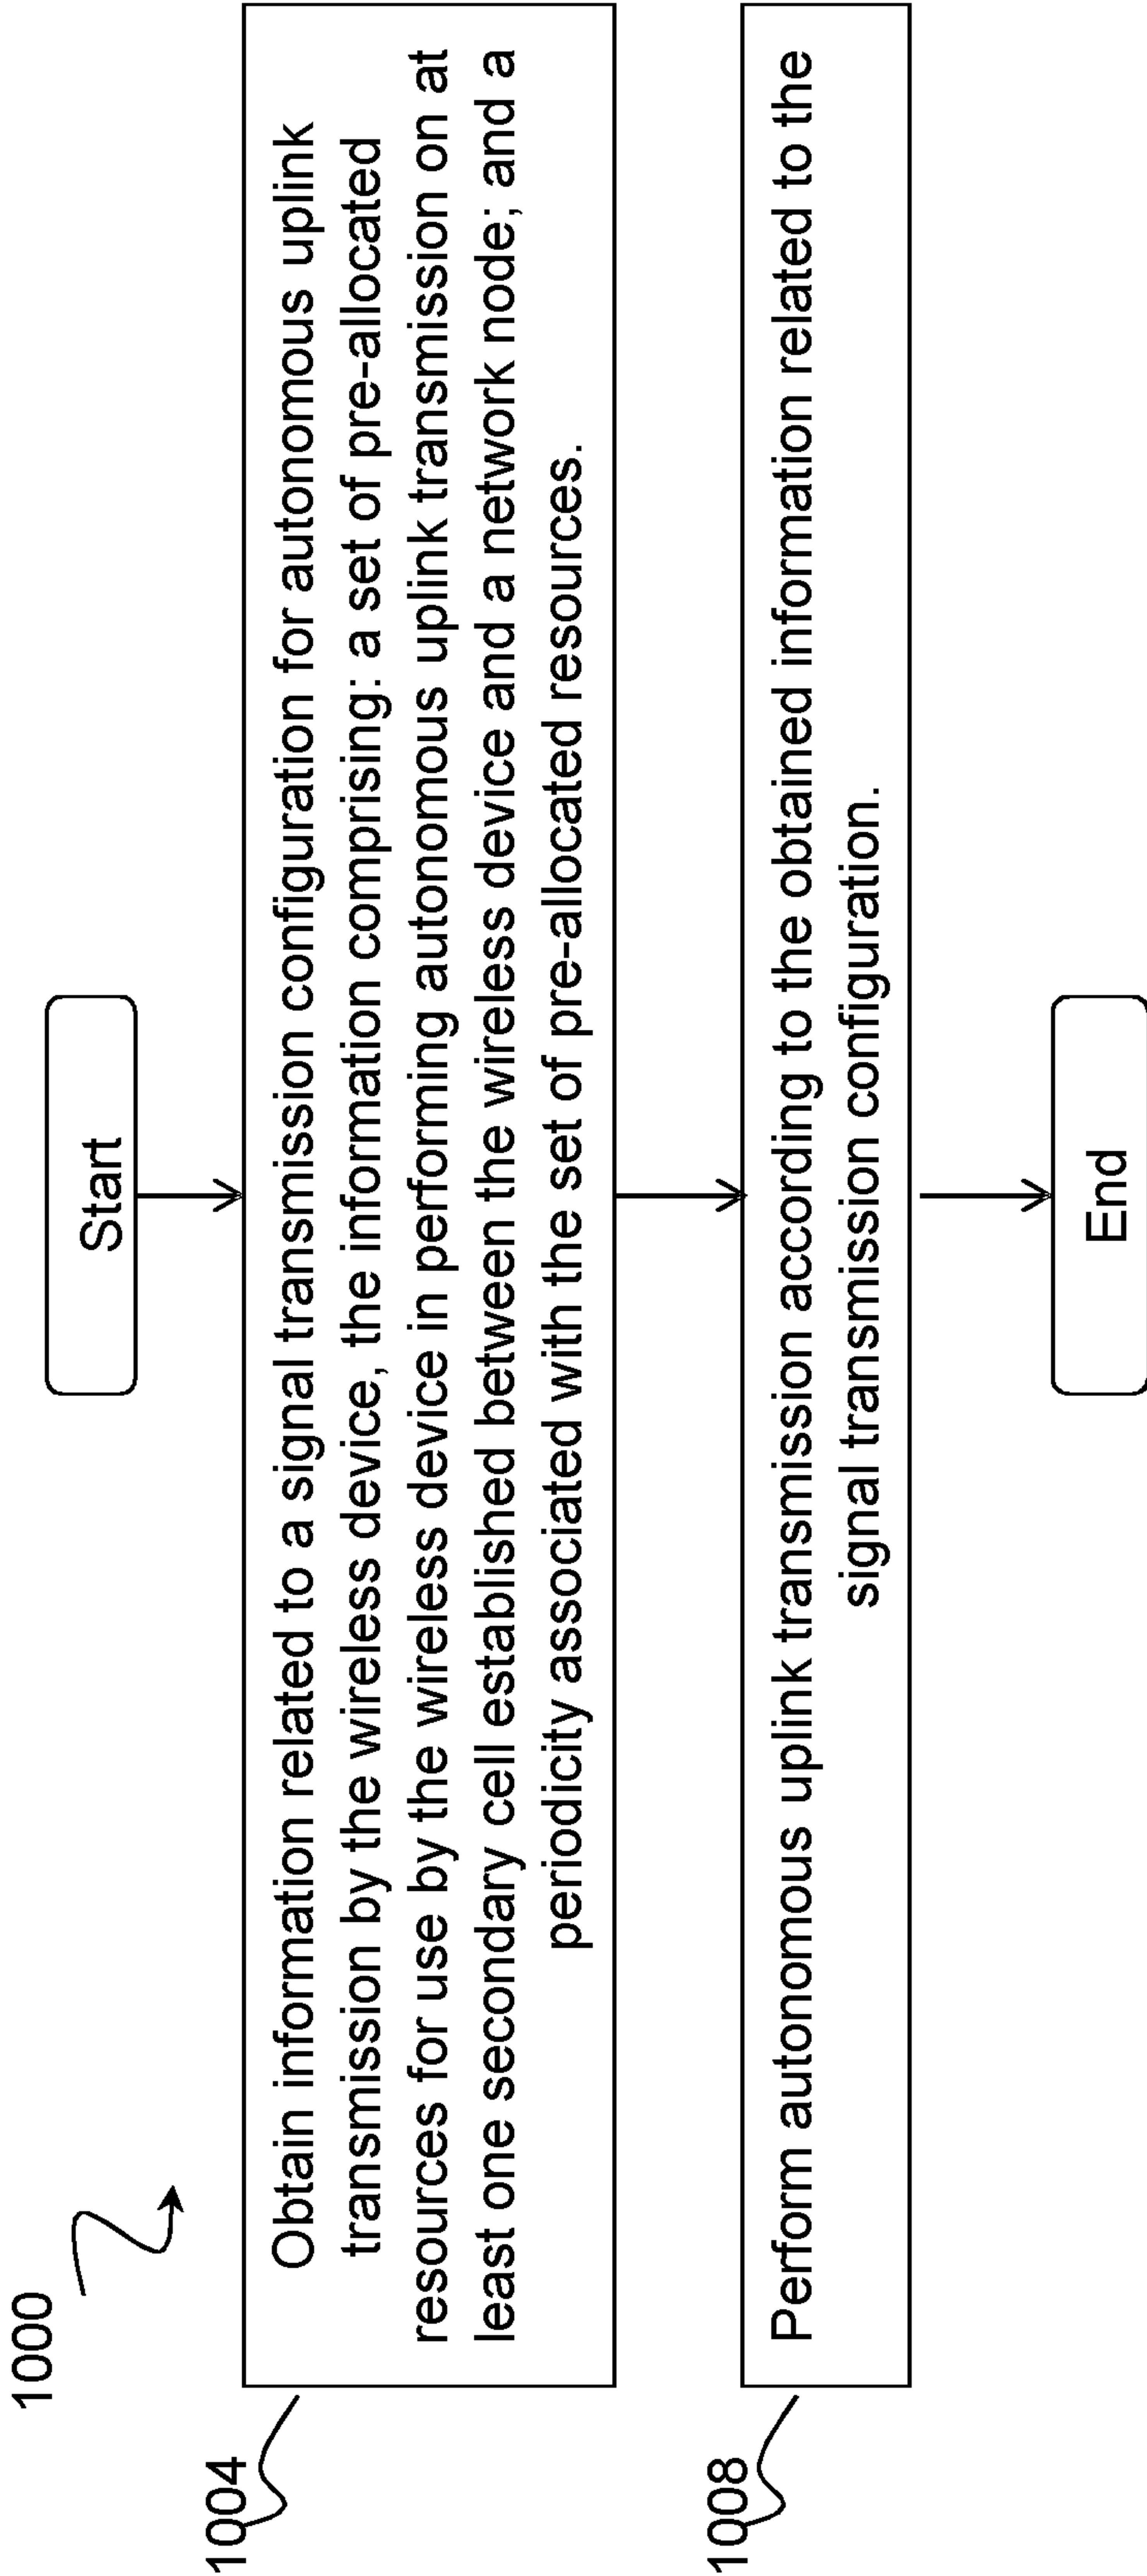 1000
Start
1004
Obtain information related to a signal transmission configuration for autonomous uplink
transmission by the wireless device, the information comprising: a set of pre-allocated
resources for use by the wireless device in performing autonomous uplink transmission on at
least one secondary cell established between the wireless device and a network node; and a
periodicity associated with the set of pre-allocated resources.
1008
Perform autonomous uplink transmission according to the obtained information related to the
signal transmission configuration.
End